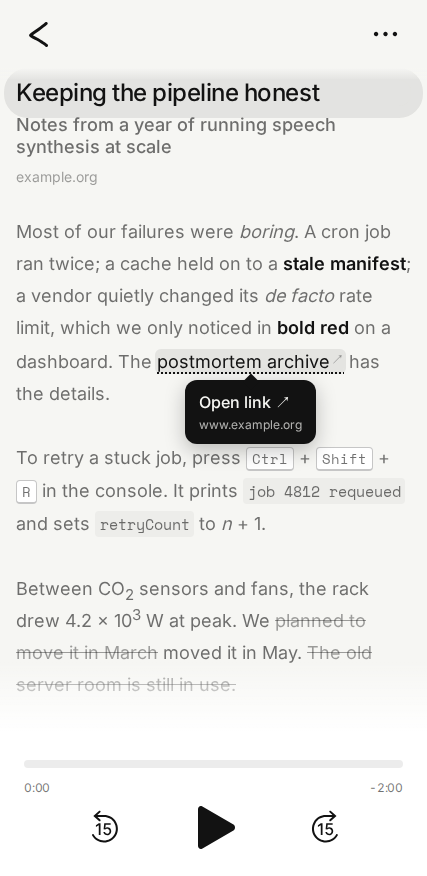 Keeping the pipeline honest
Notes from a year of running speech
synthesis at scale
example.org
Most of our failures were boring. A cron job
ran twice; a cache held on to a stale manifest;
a vendor quietly changed its de facto rate
limit, which we only noticed in bold red on a
dashboard. The postmortem archive↗ has
the details.
Open link ↗
www.example.org
To retry a stuck job, press Ctrl + Shift +
R in the console. It prints job 4812 requeued
and sets retryCount to n + 1.
Between CO₂ sensors and fans, the rack
drew 4.2 × 10³ W at peak. We planned to
move it in March moved it in May. The old
server room is still in use.
0:00 -2:00
15 15